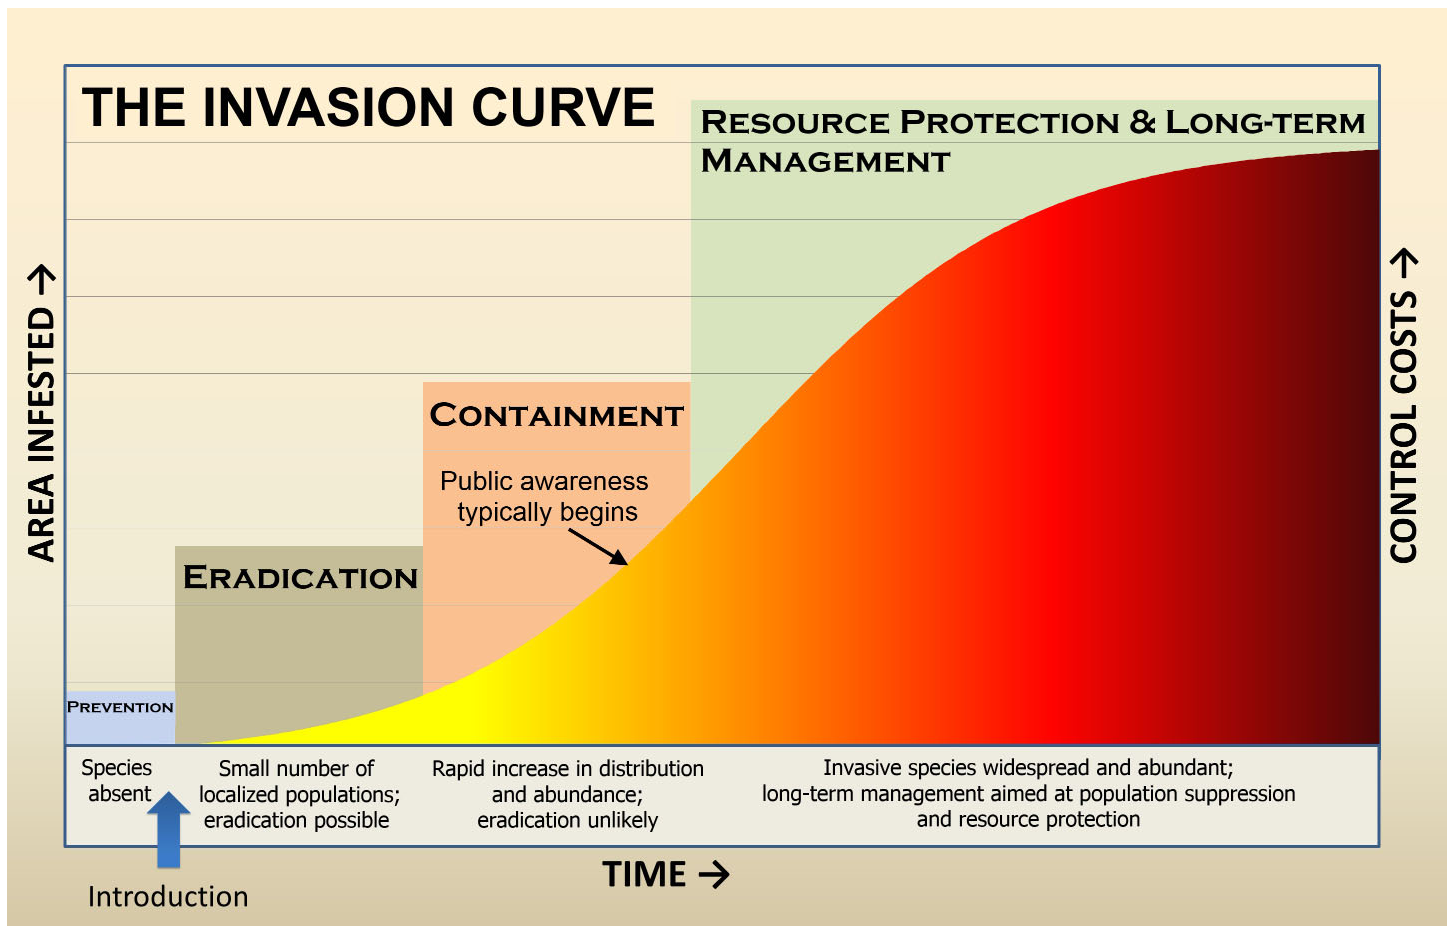 THE INVASION CURVE
RESOURCE PROTECTION & LONG-TERM
MANAGEMENT
AREA INFESTED →
CONTROL COSTS →
CONTAINMENT
Public awareness
typically begins
ERADICATION
PREVENTION
Species
absent
Small number of
localized populations;
eradication possible
Rapid increase in distribution
and abundance;
eradication unlikely
Invasive species widespread and abundant;
long-term management aimed at population suppression
and resource protection
TIME →
Introduction